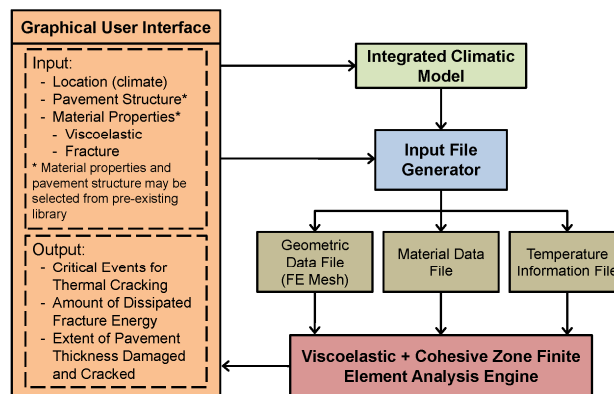 Graphical User Interface
Input:
- Location (climate)
- Pavement Structure*
- Material Properties*
- Viscoelastic
- Fracture
* Material properties and
pavement structure may be
selected from pre-existing
library
Output:
- Critical Events for
Thermal Cracking
- Amount of Dissipated
Fracture Energy
- Extent of Pavement
Thickness Damaged
and Cracked
Integrated Climatic
Model
Input File
Generator
Geometric
Data File
(FE Mesh)
Material Data
File
Temperature
Information File
Viscoelastic + Cohesive Zone Finite
Element Analysis Engine